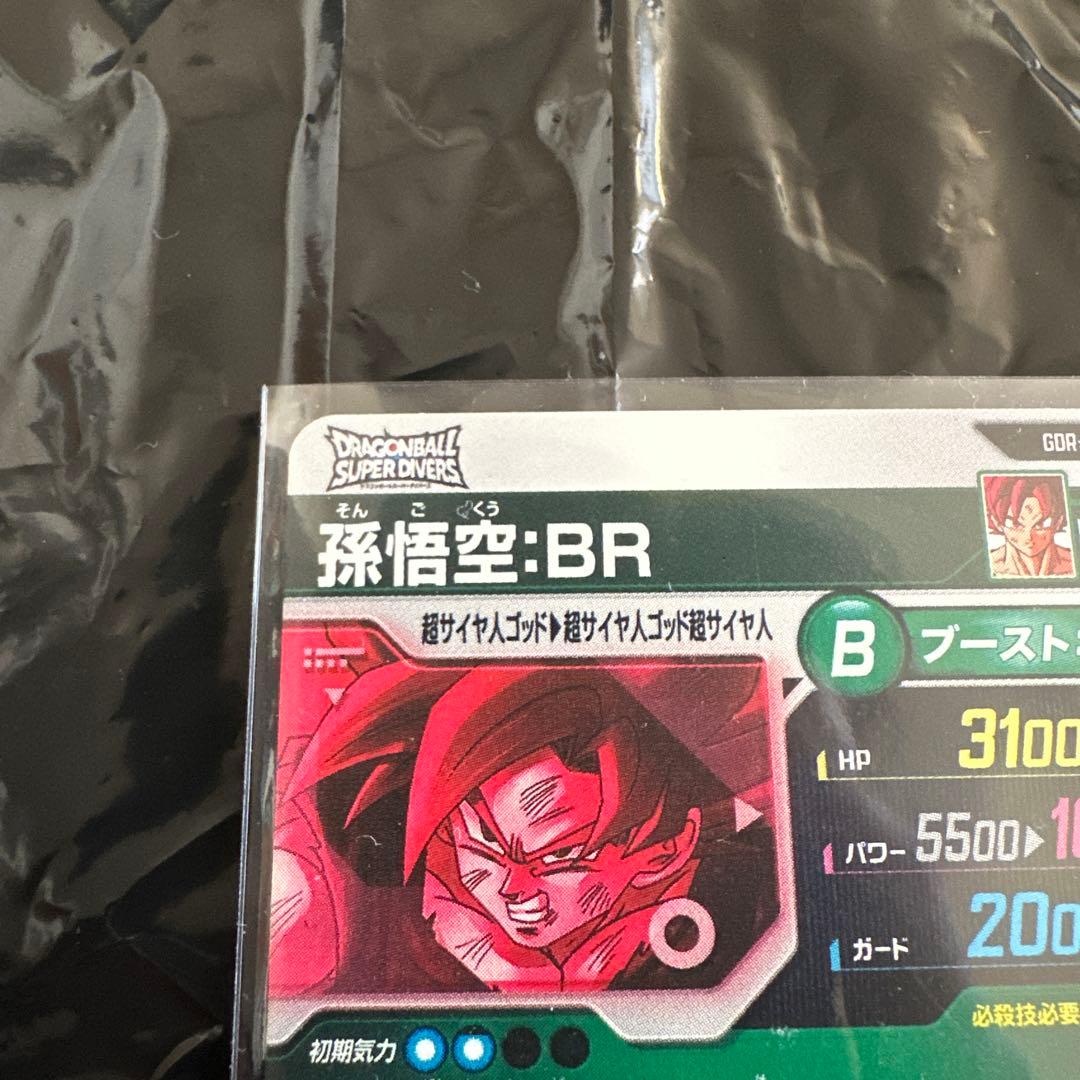 DRAGONBALL
SUPER DIVERS
GDR-
そん ご くう
孫悟空:BR
超サイヤ人ゴッド▶超サイヤ人ゴッド超サイヤ人
B ブースト
HP 3100
パワー 5500▶1
ガード 200
必殺技必要
初期気力